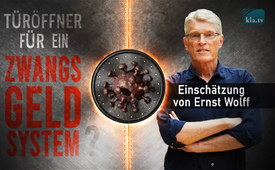 TÜRÖFFNER
FÜR EIN
ZWANGS
GELD
SYSTEM?
kla.tv
Einschätzung
von Ernst Wolff